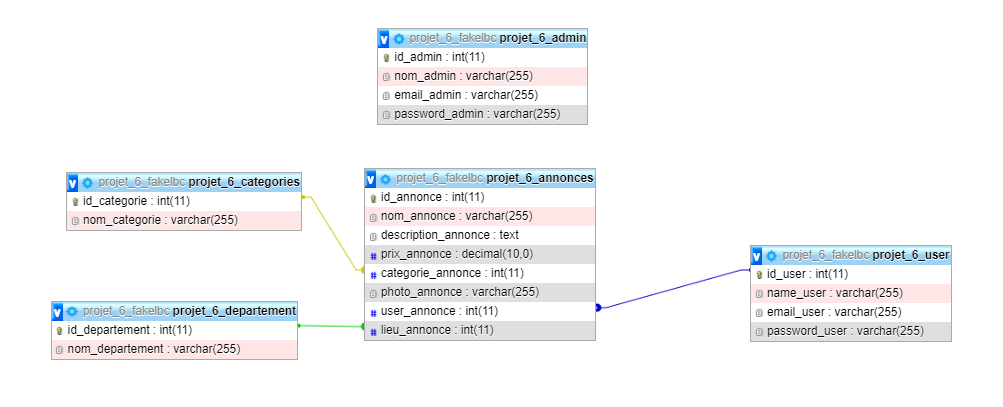 v projet_6_fakelbc projet_6_admin
id_admin : int(11)
nom_admin : varchar(255)
email_admin : varchar(255)
password_admin : varchar(255)
v projet_6_fakelbc projet_6_categories
id_categorie : int(11)
nom_categorie : varchar(255)
v projet_6_fakelbc projet_6_annonces
id_annonce : int(11)
nom_annonce : varchar(255)
description_annonce : text
# prix_annonce : decimal(10,0)
# categorie_annonce : int(11)
photo_annonce : varchar(255)
# user_annonce : int(11)
# lieu_annonce : int(11)
v projet_6_fakelbc projet_6_departement
id_departement : int(11)
nom_departement : varchar(255)
v projet_6_fakelbc projet_6_user
id_user : int(11)
name_user : varchar(255)
email_user : varchar(255)
password_user : varchar(255)